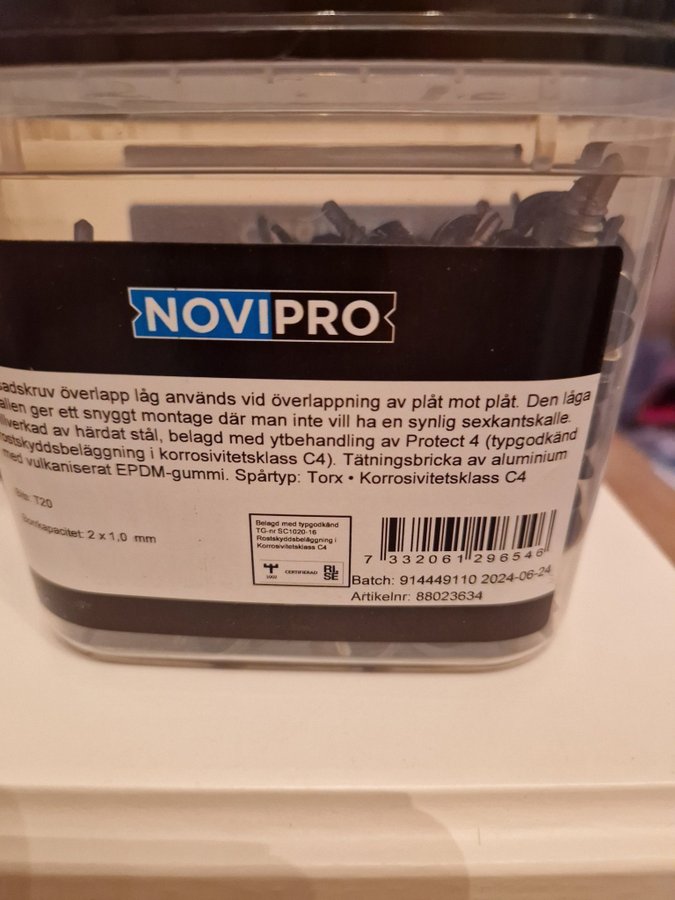 NOVIPRO
sadskruv överlapp låg används vid överlappning av plåt mot plåt. Den låga
allen ger ett snyggt montage där man inte vill ha en synlig sexkantskalle.
llverkad av härdat stål, belagd med ytbehandling av Protect 4 (typgodkänd
ostskyddsbeläggning i korrosivitetsklass C4). Tätningsbricka av aluminium
med vulkaniserat EPDM-gummi. Spårtyp: Torx • Korrosivitetsklass C4
Bits: T20
Borrkapacitet: 2 x 1,0 mm
Belagd med typgodkänd
TG-nr SC1020-16
Rostskyddsbeläggning i
Korrosivitetsklass C4
1002 CERTIFIERAD RI. SE
7 332061 296546
Batch: 914449110 2024-06-24
Artikelnr: 88023634